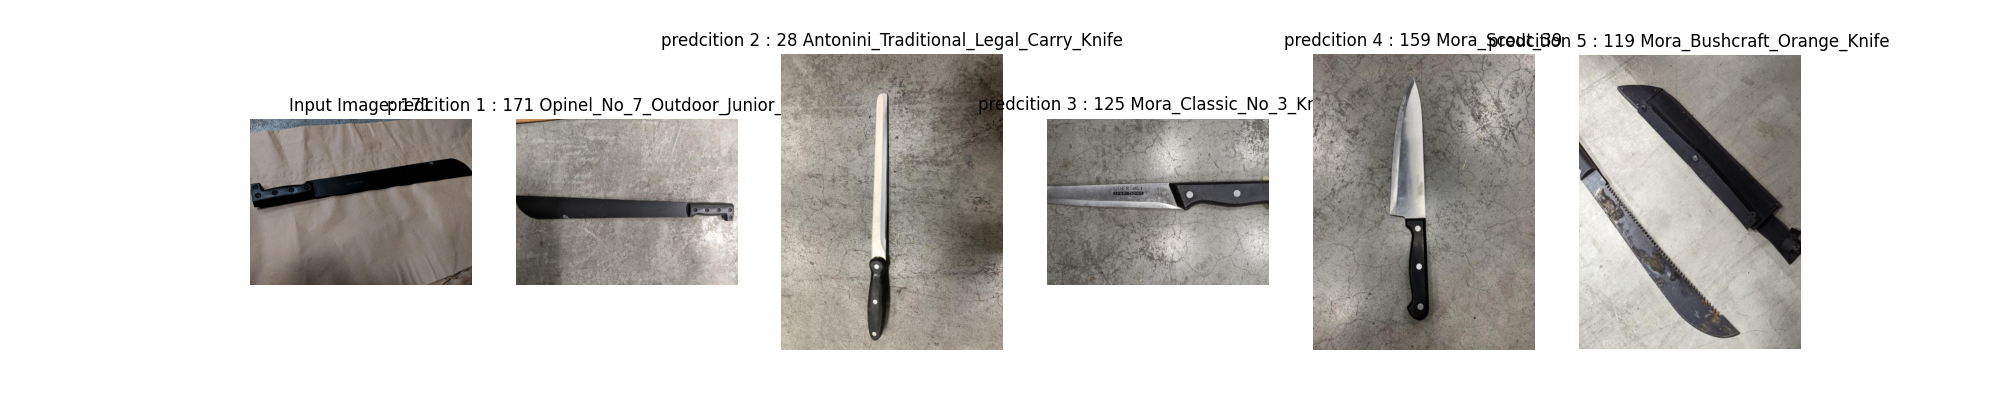 predcition 2 : 28 Antonini_Traditional_Legal_Carry_Knife
predcition 4 : 159 Mora_Scout_39
predcition 5 : 119 Mora_Bushcraft_Orange_Knife
Input Image: 171
predcition 1 : 171 Opinel_No_7_Outdoor_Junior_
predcition 3 : 125 Mora_Classic_No_3_Kn